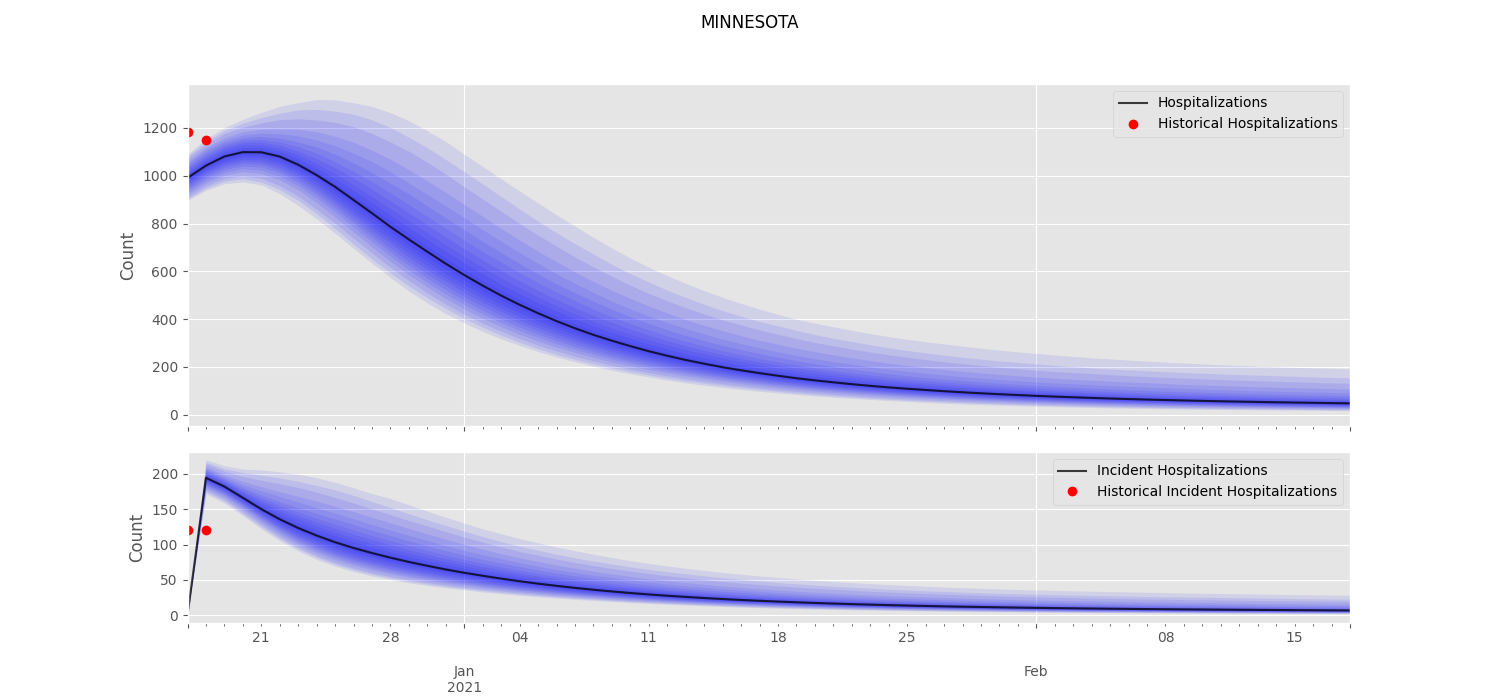 MINNESOTA
Hospitalizations
Historical Hospitalizations
Count
1200
1000
800
600
400
200
0
Incident Hospitalizations
Historical Incident Hospitalizations
Count
200
150
100
50
0
21 28 04 11 18 25 08 15
Jan Feb
2021